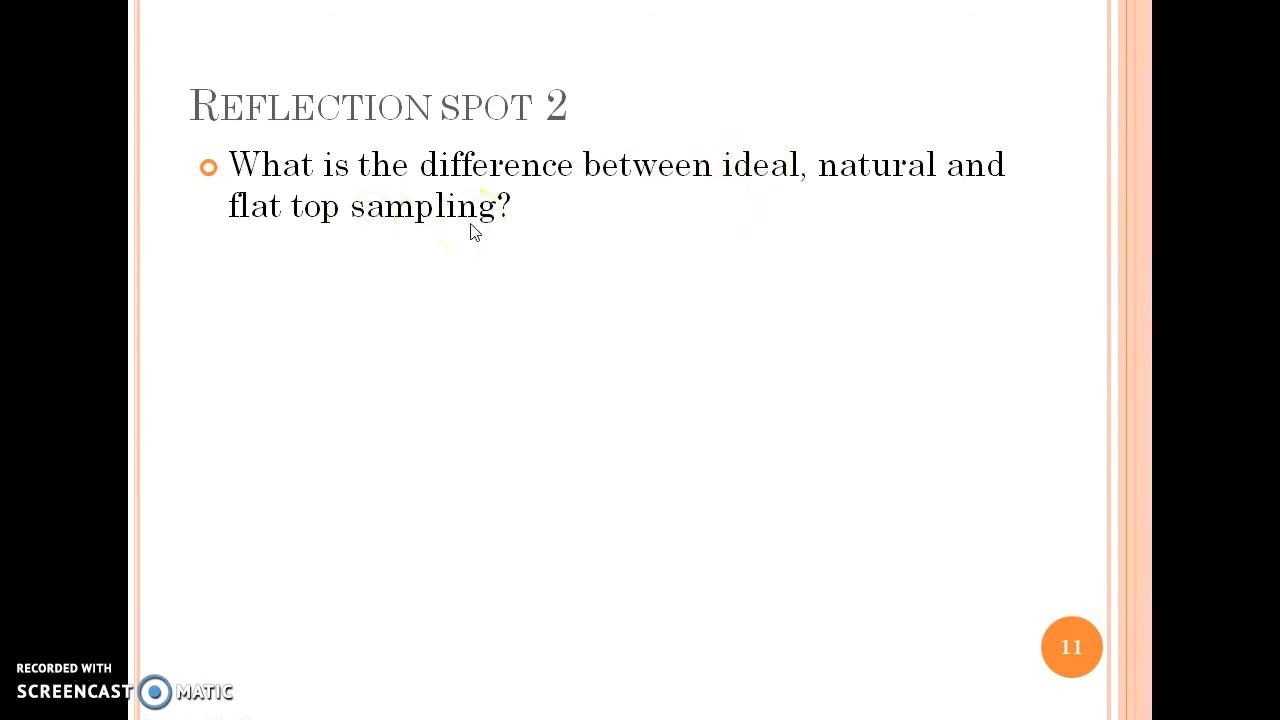 REFLECTION SPOT 2
What is the difference between ideal, natural and
flat top sampling?
11
RECORDED WITH
SCREENCAST MATIC